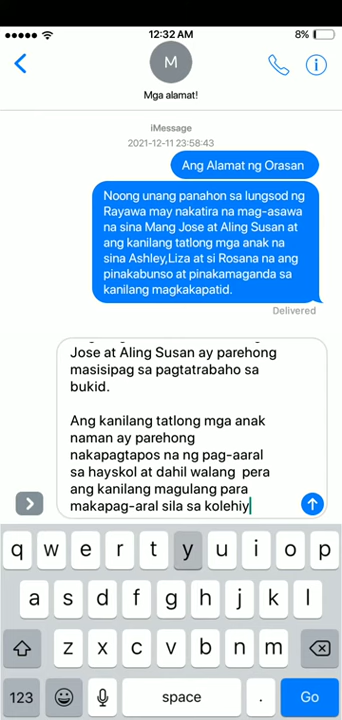 12:32 AM
8%
M
Mga alamat!
iMessage
2021-12-11 23:58:43
Ang Alamat ng Orasan
Noong unang panahon sa lungsod ng
Rayawa may nakatira na mag-asawa
na sina Mang Jose at Aling Susan at
ang kanilang tatlong mga anak na
sina Ashley,Liza at si Rosana na ang
pinakabunso at pinakamaganda sa
kanilang magkakapatid.
Delivered
Jose at Aling Susan ay parehong
masisipag sa pagtatrabaho sa
bukid.
Ang kanilang tatlong mga anak
naman ay parehong
nakapagtapos na ng pag-aaral
sa hayskol at dahil walang pera
ang kanilang magulang para
makapag-aral sila sa kolehiy
q w e r t y u i o p
a s d f g h j k l
z x c v b n m
123 space . Go